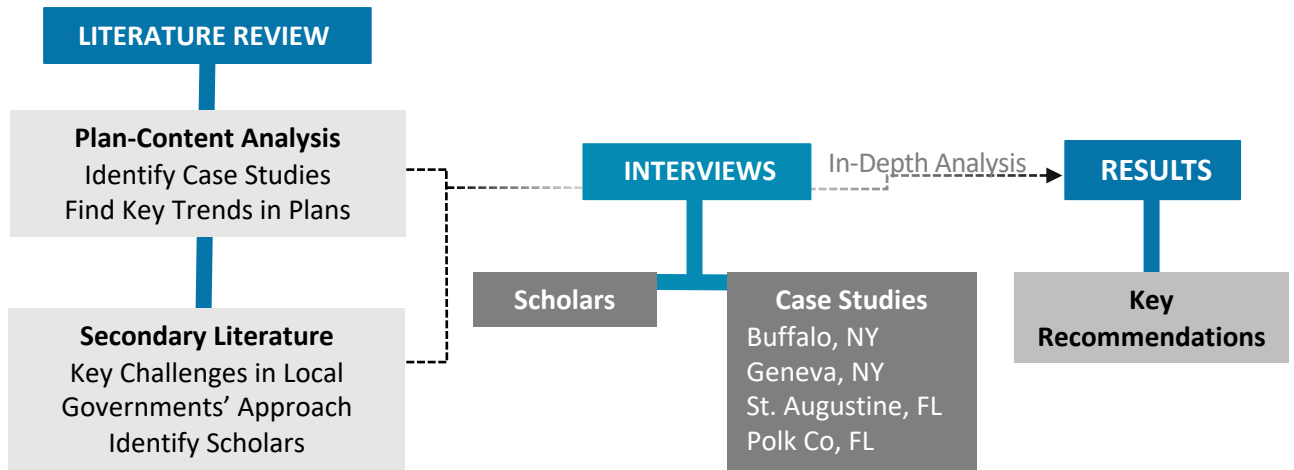 LITERATURE REVIEW
Plan-Content Analysis
Identify Case Studies
Find Key Trends in Plans
Secondary Literature
Key Challenges in Local
Governments’ Approach
Identify Scholars
INTERVIEWS
Scholars
Case Studies
Buffalo, NY
Geneva, NY
St. Augustine, FL
Polk Co, FL
In-Depth Analysis
RESULTS
Key
Recommendations